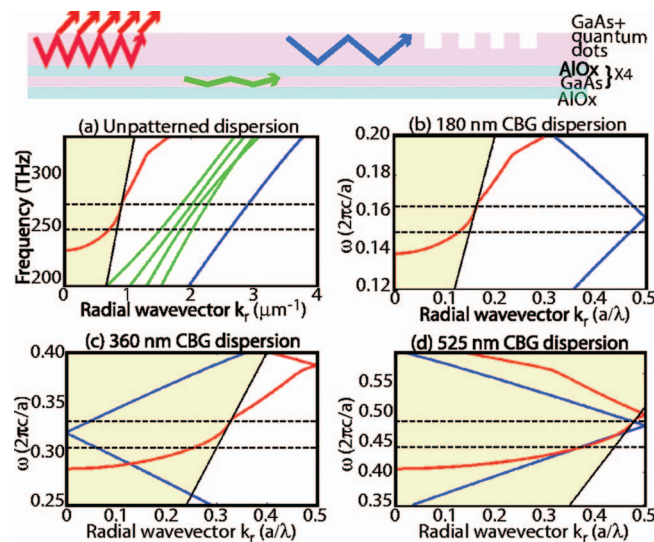 GaAs+
quantum
dots
AlOx
GaAs } X4
AlOx
(a) Unpatterned dispersion
Frequency (THz)
300
250
200
0 1 2 3 4
Radial wavevector kᵣ (μm⁻¹)
(b) 180 nm CBG dispersion
ω (2πc/a)
0.20
0.18
0.16
0.14
0.12
0 0.1 0.2 0.3 0.4 0.5
Radial wavevector kᵣ (a/λ)
(c) 360 nm CBG dispersion
ω (2πc/a)
0.40
0.35
0.30
0.25
0 0.1 0.2 0.3 0.4 0.5
Radial wavevector kᵣ (a/λ)
(d) 525 nm CBG dispersion
ω (2πc/a)
0.55
0.50
0.45
0.40
0.35
0 0.1 0.2 0.3 0.4 0.5
Radial wavevector kᵣ (a/λ)